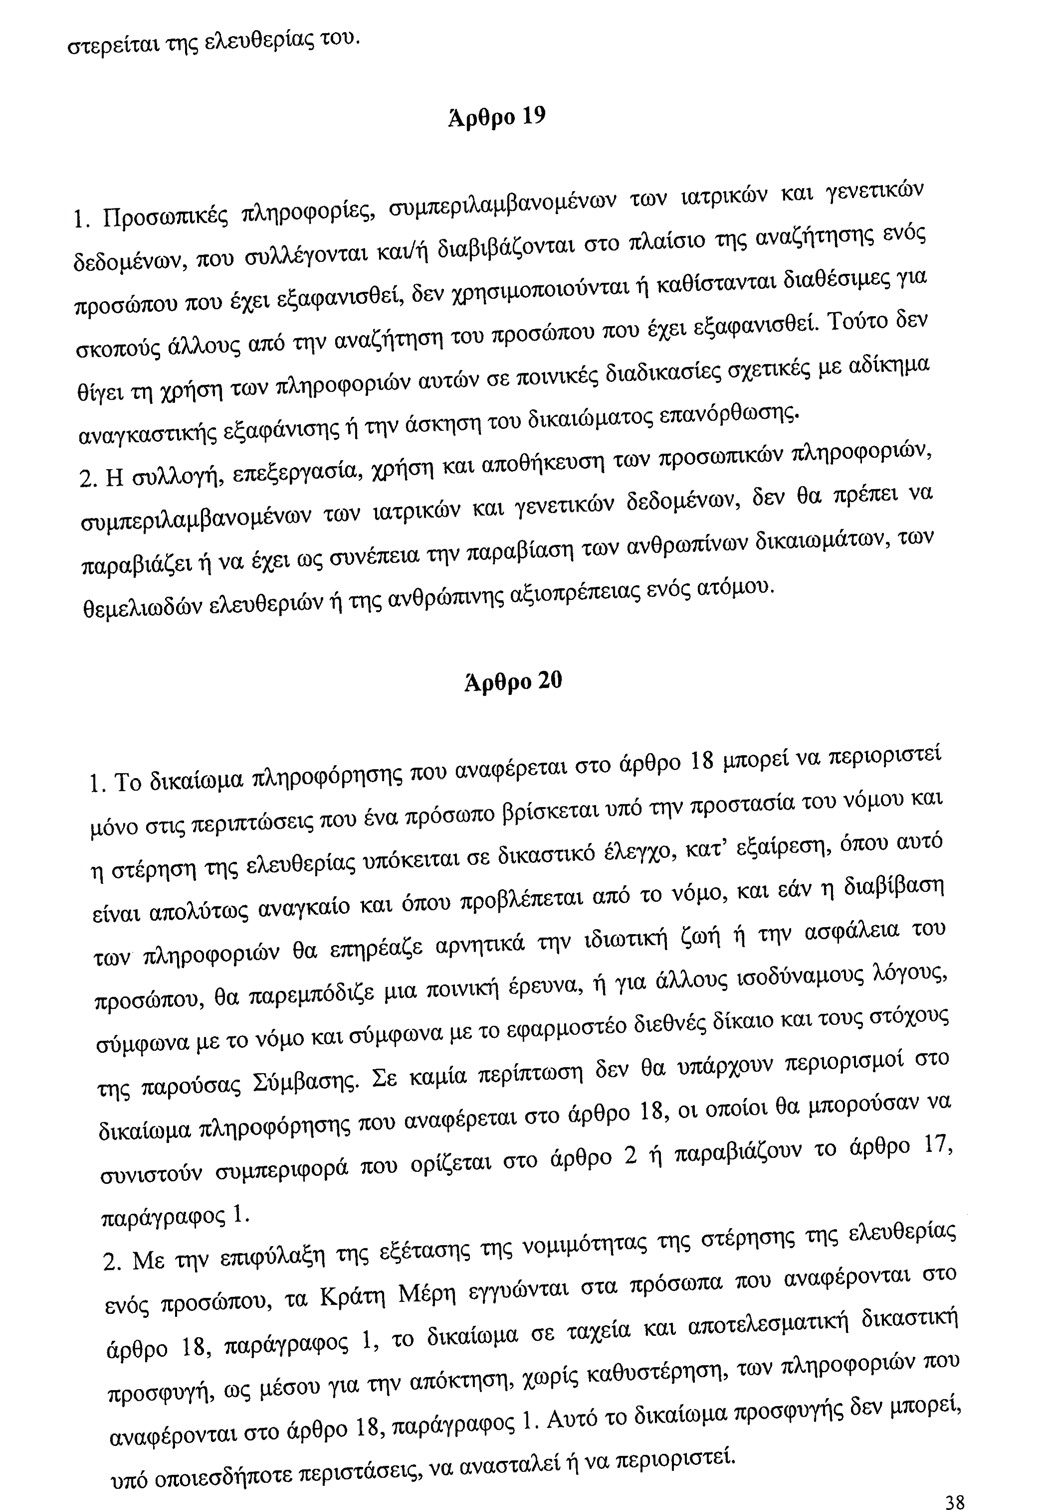 στερείται της ελευθερίας του.
Άρθρο 19
1. Προσωπικές πληροφορίες, συμπεριλαμβανομένων των ιατρικών και γενετικών
δεδομένων, που συλλέγονται και/ή διαβιβάζονται στο πλαίσιο της αναζήτησης ενός
προσώπου που έχει εξαφανισθεί, δεν χρησιμοποιούνται ή καθίστανται διαθέσιμες για
σκοπούς άλλους από την αναζήτηση του προσώπου που έχει εξαφανισθεί. Τούτο δεν
θίγει τη χρήση των πληροφοριών αυτών σε ποινικές διαδικασίες σχετικές με αδίκημα
αναγκαστικής εξαφάνισης ή την άσκηση του δικαιώματος επανόρθωσης.
2. Η συλλογή, επεξεργασία, χρήση και αποθήκευση των προσωπικών πληροφοριών,
συμπεριλαμβανομένων των ιατρικών και γενετικών δεδομένων, δεν θα πρέπει να
παραβιάζει ή να έχει ως συνέπεια την παραβίαση των ανθρωπίνων δικαιωμάτων, των
θεμελιωδών ελευθεριών ή της ανθρώπινης αξιοπρέπειας ενός ατόμου.
Άρθρο 20
1. Το δικαίωμα πληροφόρησης που αναφέρεται στο άρθρο 18 μπορεί να περιοριστεί
μόνο στις περιπτώσεις που ένα πρόσωπο βρίσκεται υπό την προστασία του νόμου και
η στέρηση της ελευθερίας υπόκειται σε δικαστικό έλεγχο, κατ’ εξαίρεση, όπου αυτό
είναι απολύτως αναγκαίο και όπου προβλέπεται από το νόμο, και εάν η διαβίβαση
των πληροφοριών θα επηρέαζε αρνητικά την ιδιωτική ζωή ή την ασφάλεια του
προσώπου, θα παρεμπόδιζε μια ποινική έρευνα, ή για άλλους ισοδύναμους λόγους,
σύμφωνα με το νόμο και σύμφωνα με το εφαρμοστέο διεθνές δίκαιο και τους στόχους
της παρούσας Σύμβασης. Σε καμία περίπτωση δεν θα υπάρχουν περιορισμοί στο
δικαίωμα πληροφόρησης που αναφέρεται στο άρθρο 18, οι οποίοι θα μπορούσαν να
συνιστούν συμπεριφορά που ορίζεται στο άρθρο 2 ή παραβιάζουν το άρθρο 17,
παράγραφος 1.
2. Με την επιφύλαξη της εξέτασης της νομιμότητας της στέρησης της ελευθερίας
ενός προσώπου, τα Κράτη Μέρη εγγυώνται στα πρόσωπα που αναφέρονται στο
άρθρο 18, παράγραφος 1, το δικαίωμα σε ταχεία και αποτελεσματική δικαστική
προσφυγή, ως μέσου για την απόκτηση, χωρίς καθυστέρηση, των πληροφοριών που
αναφέρονται στο άρθρο 18, παράγραφος 1. Αυτό το δικαίωμα προσφυγής δεν μπορεί,
υπό οποιεσδήποτε περιστάσεις, να ανασταλεί ή να περιοριστεί.
38